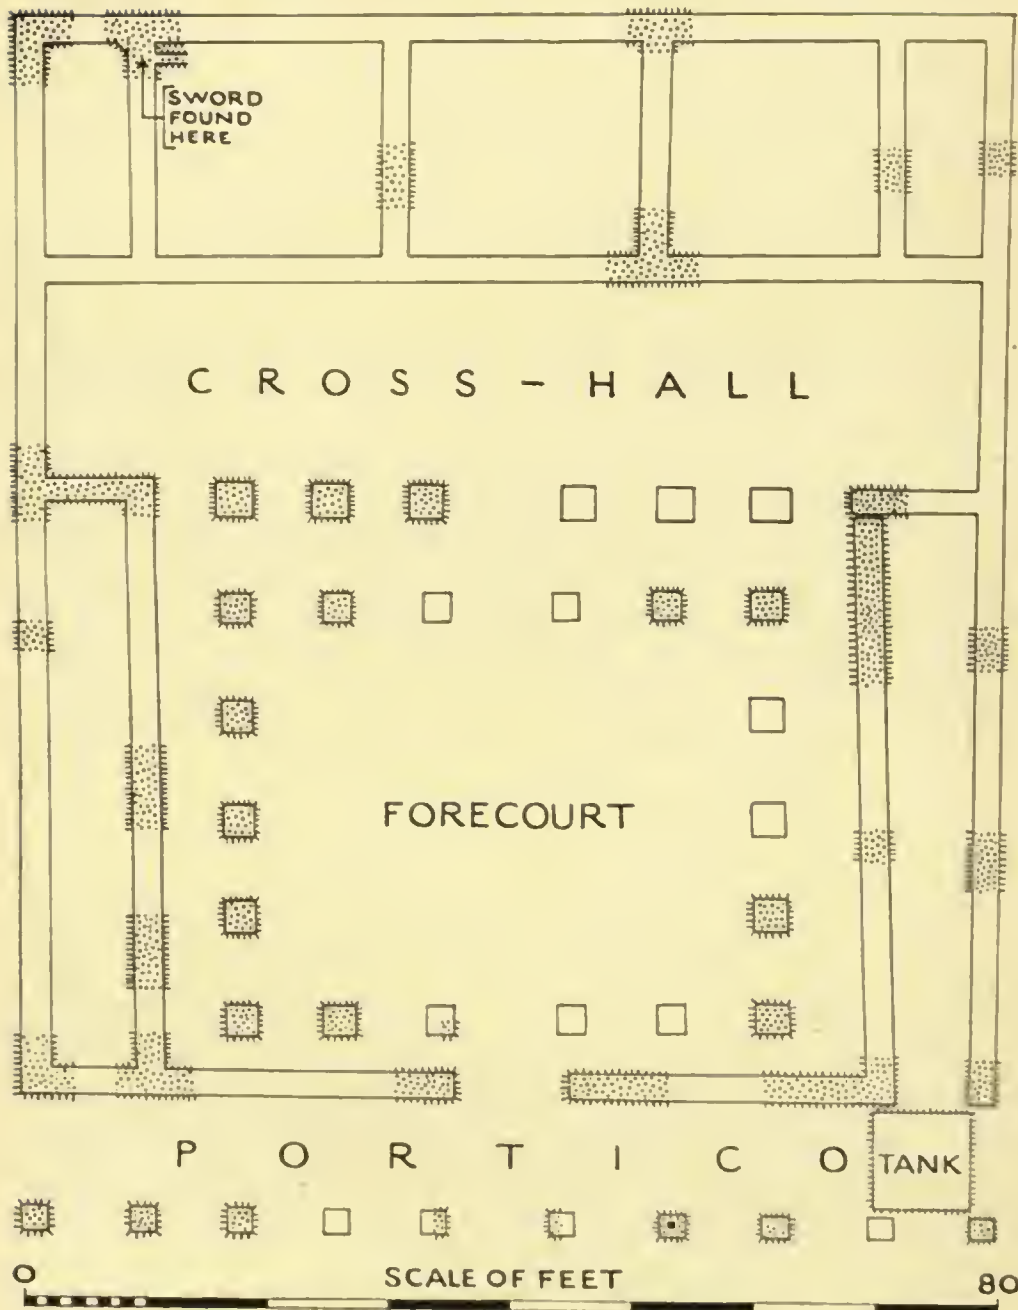 SWORD
FOUND
HERE
CROSS-HALL
FORECOURT
PORTICO
TANK
0 SCALE OF FEET 80